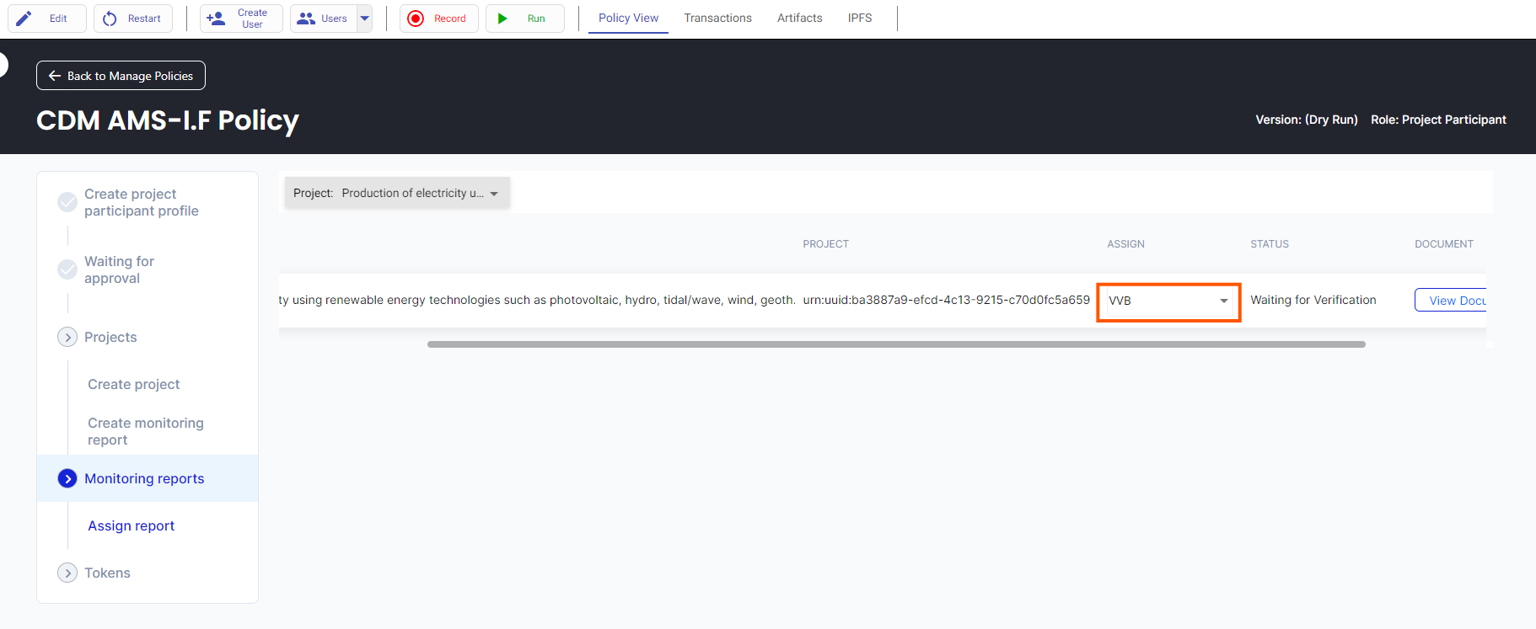 Edit
Restart
Create
User
Users
Record
Run
Policy View
Transactions
Artifacts
IPFS
Back to Manage Policies
CDM AMS-I.F Policy
Version: (Dry Run) Role: Project Participant
Create project
participant profile
Waiting for
approval
Projects
Create project
Create monitoring
report
Monitoring reports
Assign report
Tokens
Project: Production of electricity u...
PROJECT ASSIGN STATUS DOCUMENT
ty using renewable energy technologies such as photovoltaic, hydro, tidal/wave, wind, geoth. urn:uuid:ba3887a9-efcd-4c13-9215-c70d0fc5a659 VVB Waiting for Verification View Docu